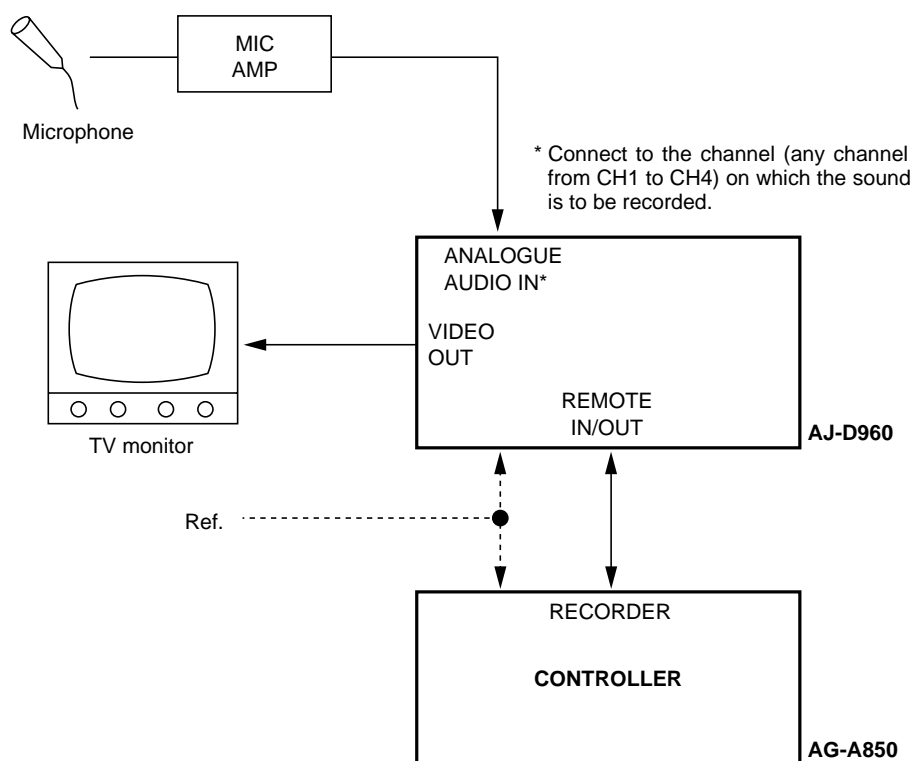 MIC
AMP
Microphone
* Connect to the channel (any channel
from CH1 to CH4) on which the sound
is to be recorded.
ANALOGUE
AUDIO IN*
VIDEO
OUT
REMOTE
IN/OUT
AJ-D960
TV monitor
Ref.
RECORDER
CONTROLLER
AG-A850